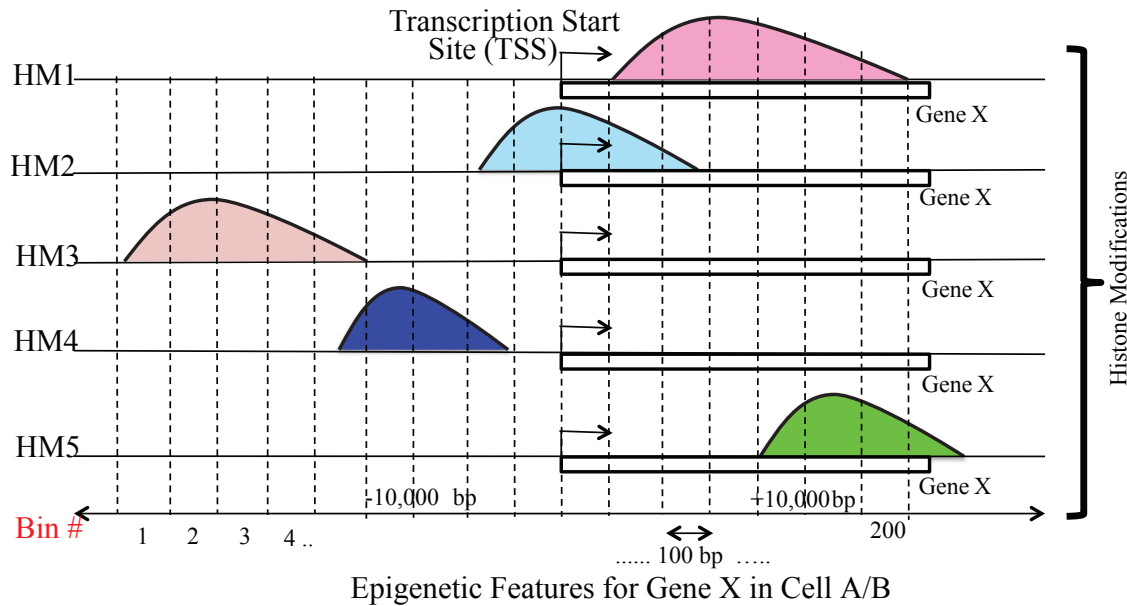 Transcription Start
Site (TSS)
HM1
Gene X
HM2
Gene X
HM3
Gene X
HM4
Gene X
HM5
Gene X
Histone Modifications
-10,000 bp
+10,000bp
Bin #
1 2 3 4 ..
200
...... 100 bp .....
Epigenetic Features for Gene X in Cell A/B